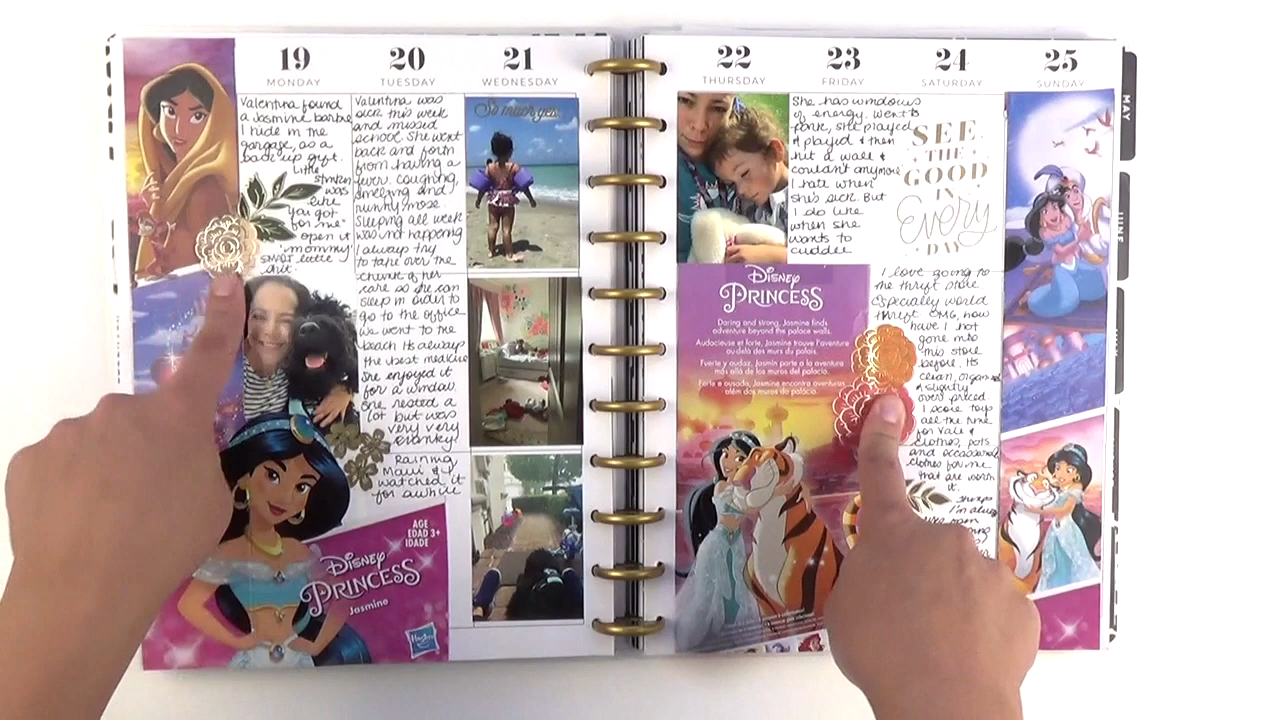 19
MONDAY
Valentina found
a Jasmine barbie
I hide in the
garage, as a
back up gift.
little
stinker
was
like
"you got
for me"
open it
"mommy"
smart little
shit.
20
TUESDAY
Valentina was
sick this week
and missed
school. She went
back and forth
from having a
fever, coughing,
sneezing and
runny nose.
Sleeping all week
was not happening
I always try
to take over the
chunk of her
care so she can
sleep in order to
go to the office
we went to the
beach its always
the best medicine
She enjoyed it
for a window
She rested a
lot but was
very very
cranky!
Raining
Maui &
watched it
for awhile
21
WEDNESDAY
So much yes.
AGE
EDAD 3+
IDADE
Disney
PRINCESS
Jasmine
Hasbro
22
THURSDAY
23
FRIDAY
She has windows
of energy. Went to
park, she played
& played & then
hit a wall &
couldn't anymore
I hate when
she's sick. But
I do like
when she
wants to
cuddle
Disney
PRINCESS
Daring and strong, Jasmine finds
adventure beyond the palace walls.
Audacieuse et forte, Jasmine trouve l'aventure
au-delà des murs du palais.
Fuerte y audaz, Jasmín parte a la aventura
más allá de los muros del palacio.
Forte e ousada, Jasmine encontra aventuras
além dos muros do palácio.
24
SATURDAY
SEE
THE
GOOD
IN
Every
DAY
I love going to
the thrift store
Especially world
thrift OMG, how
have I not
gone into
this store
before. Its
clean, organized
& slightly
over priced
I score toys
all the time
for Vale &
clothes, pots
and occasional
clothes for me
that are worth
it.
I'm always
open
25
SUNDAY
MAY
JUNE